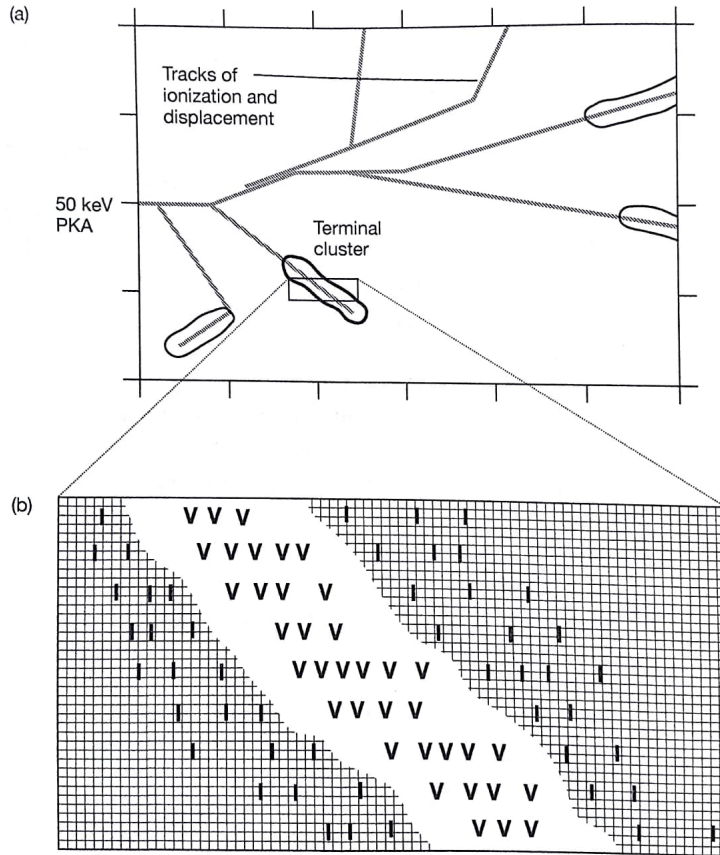 (a)
Tracks of
ionization and
displacement
50 keV
PKA
Terminal
cluster
(b)
I V V V I I I
I I V V V V V I I I
I I I V V V V I I I
I I I V V V I I I
I I I V V V V V V I I I I
I I I V V V V I I
I I I V V V V V I I
I I I V V V V I I
I I I V V V I I